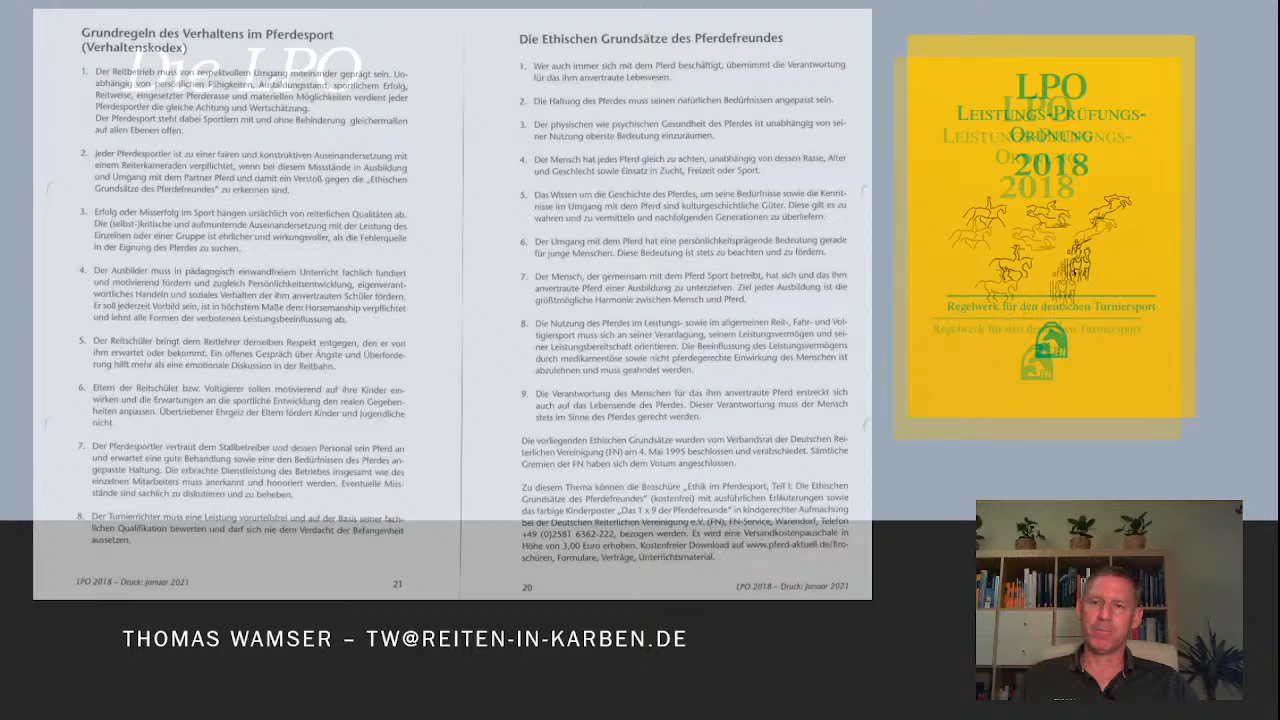 Die LPO
Grundregeln des Verhaltens im Pferdesport
(Verhaltenskodex)
1. Der Reitbetrieb muss von respektvollem Umgang miteinander geprägt sein. Un-
abhängig von persönlichen Fähigkeiten, Ausbildungsstand, sportlichem Erfolg,
Reitweise, eingesetzter Pferderasse und materiellen Möglichkeiten verdient jeder
Pferdesportler die gleiche Achtung und Wertschätzung.
Der Pferdesport steht dabei Sportlern mit und ohne Behinderung gleichermaßen
auf allen Ebenen offen.
2. Jeder Pferdesportler ist zu einer fairen und konstruktiven Auseinandersetzung mit
einem Reiterkameraden verpflichtet, wenn bei diesem Missstände in Ausbildung
und Umgang mit dem Partner Pferd und damit ein Verstoß gegen die „Ethischen
Grundsätze des Pferdefreundes“ zu erkennen sind.
3. Erfolg oder Misserfolg im Sport hängen ursächlich von reiterlichen Qualitäten ab.
Die (selbst-)kritische und aufmunternde Auseinandersetzung mit der Leistung des
Einzelnen oder einer Gruppe ist ehrlicher und wirkungsvoller, als die Fehlerquelle
in der Eignung des Pferdes zu suchen.
4. Der Ausbilder muss in pädagogisch einwandfreiem Unterricht fachlich fundiert
und motivierend fördern und zugleich Persönlichkeitsentwicklung, eigenverant-
wortliches Handeln und soziales Verhalten der ihm anvertrauten Schüler fördern.
Er soll jederzeit Vorbild sein, ist in höchstem Maße dem Horsemanship verpflichtet
und lehnt alle Formen der verbotenen Leistungsbeeinflussung ab.
5. Der Reitschüler bringt dem Reitlehrer demselben Respekt entgegen, den er von
ihm erwartet oder bekommt. Ein offenes Gespräch über Ängste und Überforde-
rung hilft mehr als eine emotionale Diskussion in der Reitbahn.
6. Eltern der Reitschüler bzw. Voltigierer sollen motivierend auf ihre Kinder ein-
wirken und die Erwartungen an die sportliche Entwicklung den realen Gegeben-
heiten anpassen. Übertriebener Ehrgeiz der Eltern fördert Kinder und Jugendliche
nicht.
7. Der Pferdesportler vertraut dem Stallbetreiber und dessen Personal sein Pferd an
und erwartet eine gute Behandlung sowie eine den Bedürfnissen des Pferdes an-
gepasste Haltung. Die erbrachte Dienstleistung des Betriebes insgesamt wie des
einzelnen Mitarbeiters muss anerkannt und honoriert werden. Eventuelle Miss-
stände sind sachlich zu diskutieren und zu beheben.
8. Der Turnierrichter muss eine Leistung vorurteilsfrei und auf der Basis seiner fach-
lichen Qualifikation bewerten und darf sich nie dem Verdacht der Befangenheit
aussetzen.
LPO 2018 – Druck: Januar 2021
21
Die Ethischen Grundsätze des Pferdefreundes
1. Wer auch immer sich mit dem Pferd beschäftigt, übernimmt die Verantwortung
für das ihm anvertraute Lebewesen.
2. Die Haltung des Pferdes muss seinen natürlichen Bedürfnissen angepasst sein.
3. Der physischen wie psychischen Gesundheit des Pferdes ist unabhängig von sei-
ner Nutzung oberste Bedeutung einzuräumen.
4. Der Mensch hat jedes Pferd gleich zu achten, unabhängig von dessen Rasse, Alter
und Geschlecht sowie Einsatz in Zucht, Freizeit oder Sport.
5. Das Wissen um die Geschichte des Pferdes, um seine Bedürfnisse sowie die Kennt-
nisse im Umgang mit dem Pferd sind kulturgeschichtliche Güter. Diese gilt es zu
wahren und zu vermitteln und nachfolgenden Generationen zu überliefern.
6. Der Umgang mit dem Pferd hat eine persönlichkeitsprägende Bedeutung gerade
für junge Menschen. Diese Bedeutung ist stets zu beachten und zu fördern.
7. Der Mensch, der gemeinsam mit dem Pferd Sport betreibt, hat sich und das ihm
anvertraute Pferd einer Ausbildung zu unterziehen. Ziel jeder Ausbildung ist die
größtmögliche Harmonie zwischen Mensch und Pferd.
8. Die Nutzung des Pferdes im Leistungs- sowie im allgemeinen Reit-, Fahr- und Vol-
tigiersport muss sich an seiner Veranlagung, seinem Leistungsvermögen und sei-
ner Leistungsbereitschaft orientieren. Die Beeinflussung des Leistungsvermögens
durch medikamentöse sowie nicht pferdegerechte Einwirkung des Menschen ist
abzulehnen und muss geahndet werden.
9. Die Verantwortung des Menschen für das ihm anvertraute Pferd erstreckt sich
auch auf das Lebensende des Pferdes. Dieser Verantwortung muss der Mensch
stets im Sinne des Pferdes gerecht werden.
Die vorliegenden Ethischen Grundsätze wurden vom Verbandsrat der Deutschen Rei-
terlichen Vereinigung (FN) am 4. Mai 1995 beschlossen und verabschiedet. Sämtliche
Gremien der FN haben sich dem Votum angeschlossen.
Zu diesem Thema können die Broschüre „Ethik im Pferdesport, Teil I: Die Ethischen
Grundsätze des Pferdefreundes“ (kostenfrei) mit ausführlichen Erläuterungen sowie
das farbige Kinderposter „Das 1 x 9 der Pferdefreunde“ in kindgerechter Aufmachung
bei der Deutschen Reiterlichen Vereinigung e.V. (FN), FN-Service, Warendorf, Telefon
+49 (0)2581 6362-222, bezogen werden. Es wird eine Versandkostenpauschale in
Höhe von 3,00 Euro erhoben. Kostenfreier Download auf www.pferd-aktuell.de/Bro-
schüren, Formulare, Verträge, Unterrichtsmaterial.
20
LPO 2018 – Druck: Januar 2021
LPO
LEISTUNGS-PRÜFUNGS-
ORDNUNG
2018
Regelwerk für den deutschen Turniersport
FN
LPO
LEISTUNGS-PRÜFUNGS-
ORDNUNG
2018
Regelwerk für den deutschen Turniersport
FN
THOMAS WAMSER – TW@REITEN-IN-KARBEN.DE